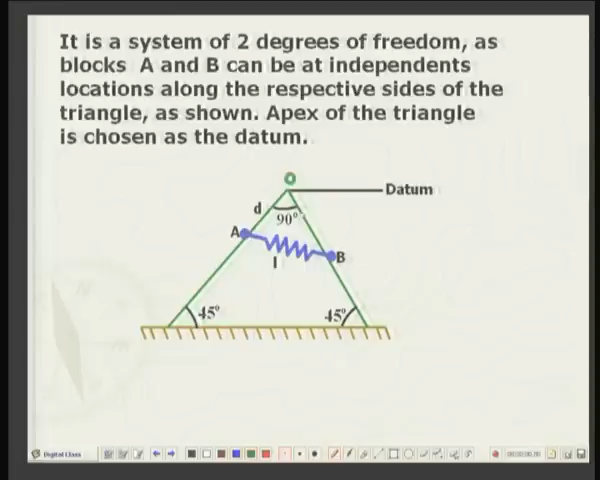 It is a system of 2 degrees of freedom, as
blocks A and B can be at independents
locations along the respective sides of the
triangle, as shown. Apex of the triangle
is chosen as the datum.
O
Datum
d
90°
A
B
l
45°
45°
Digital Class